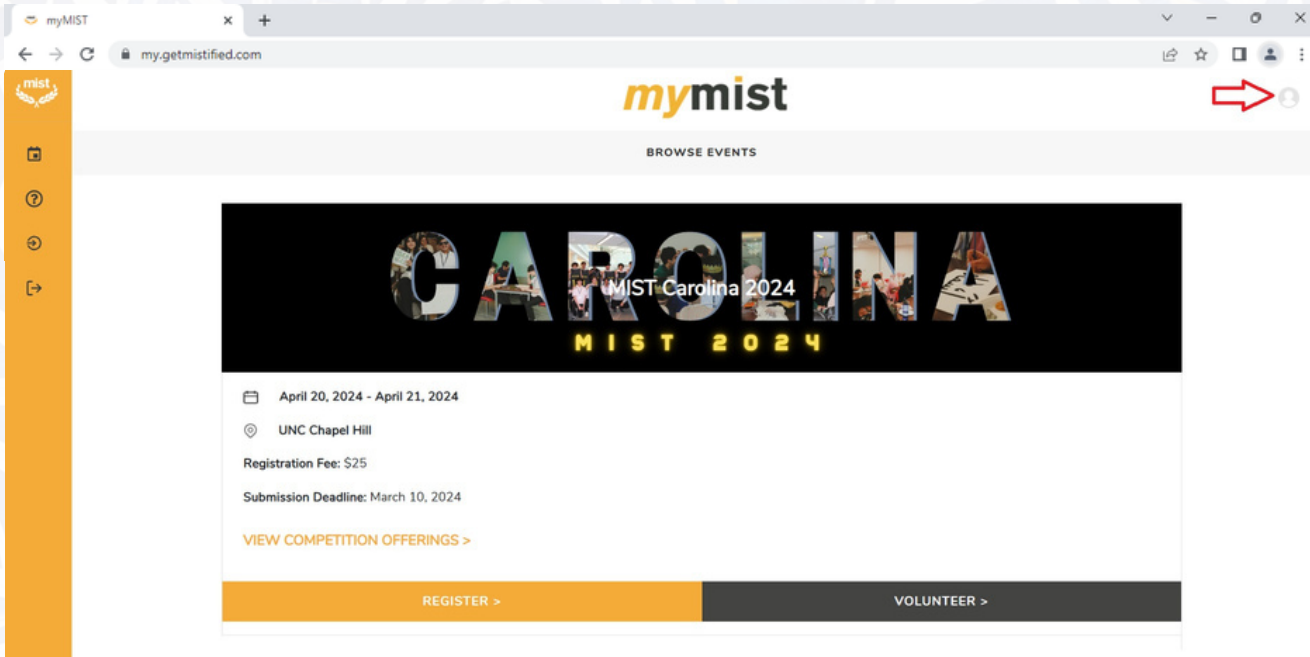 myMIST
my.getmistified.com
mist
mymist
BROWSE EVENTS
CAROLINA
MIST Carolina 2024
MIST 2024
April 20, 2024 - April 21, 2024
UNC Chapel Hill
Registration Fee: $25
Submission Deadline: March 10, 2024
VIEW COMPETITION OFFERINGS >
REGISTER >
VOLUNTEER >